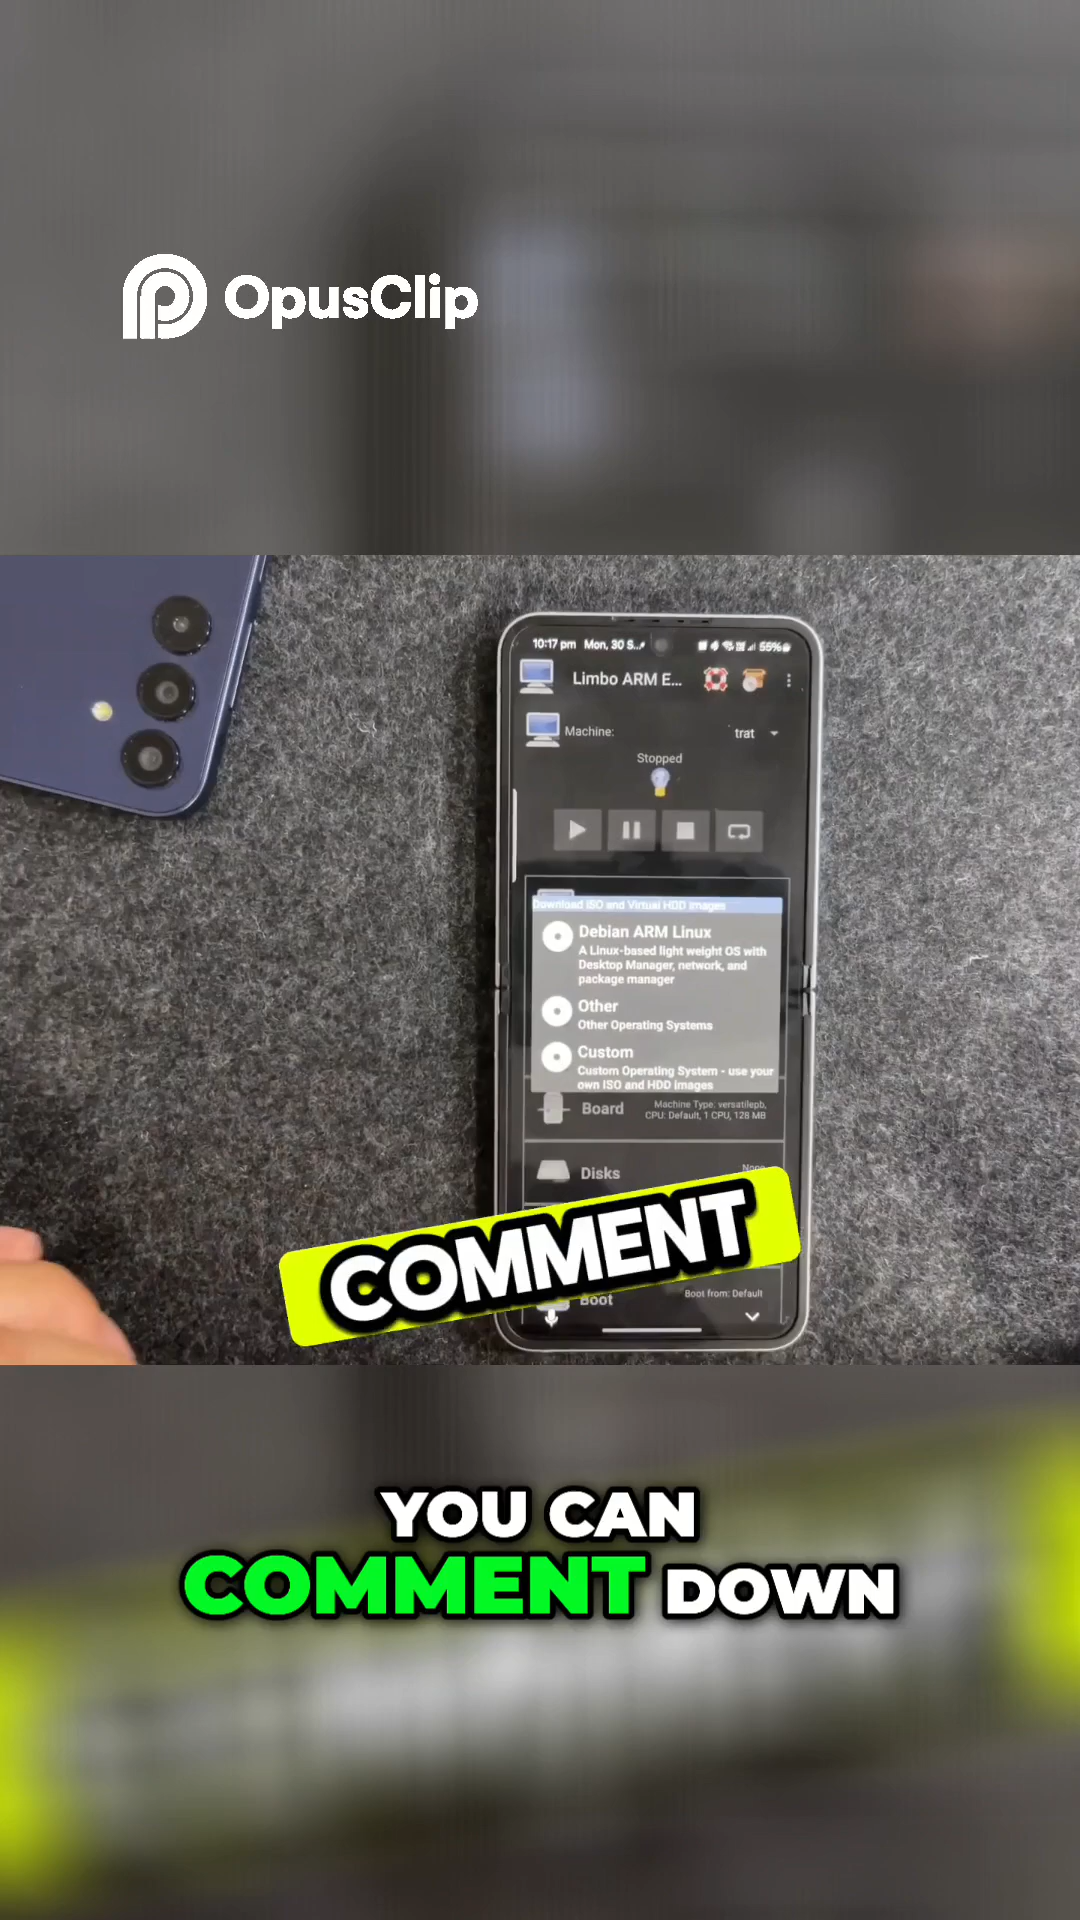 OpusClip
10:17 pm Mon, 30 S... 55%
Limbo ARM E...
Machine: trat
Stopped
Download ISO and Virtual HDD images
Debian ARM Linux
A Linux-based light weight OS with
Desktop Manager, network, and
package manager
Other
Other Operating Systems
Custom
Custom Operating System - use your
own ISO and HDD images
Board
Machine Type: versatilepb,
CPU: Default, 1 CPU, 128 MB
Disks
None
COMMENT
Boot
Boot from: Default
YOU CAN
COMMENT DOWN